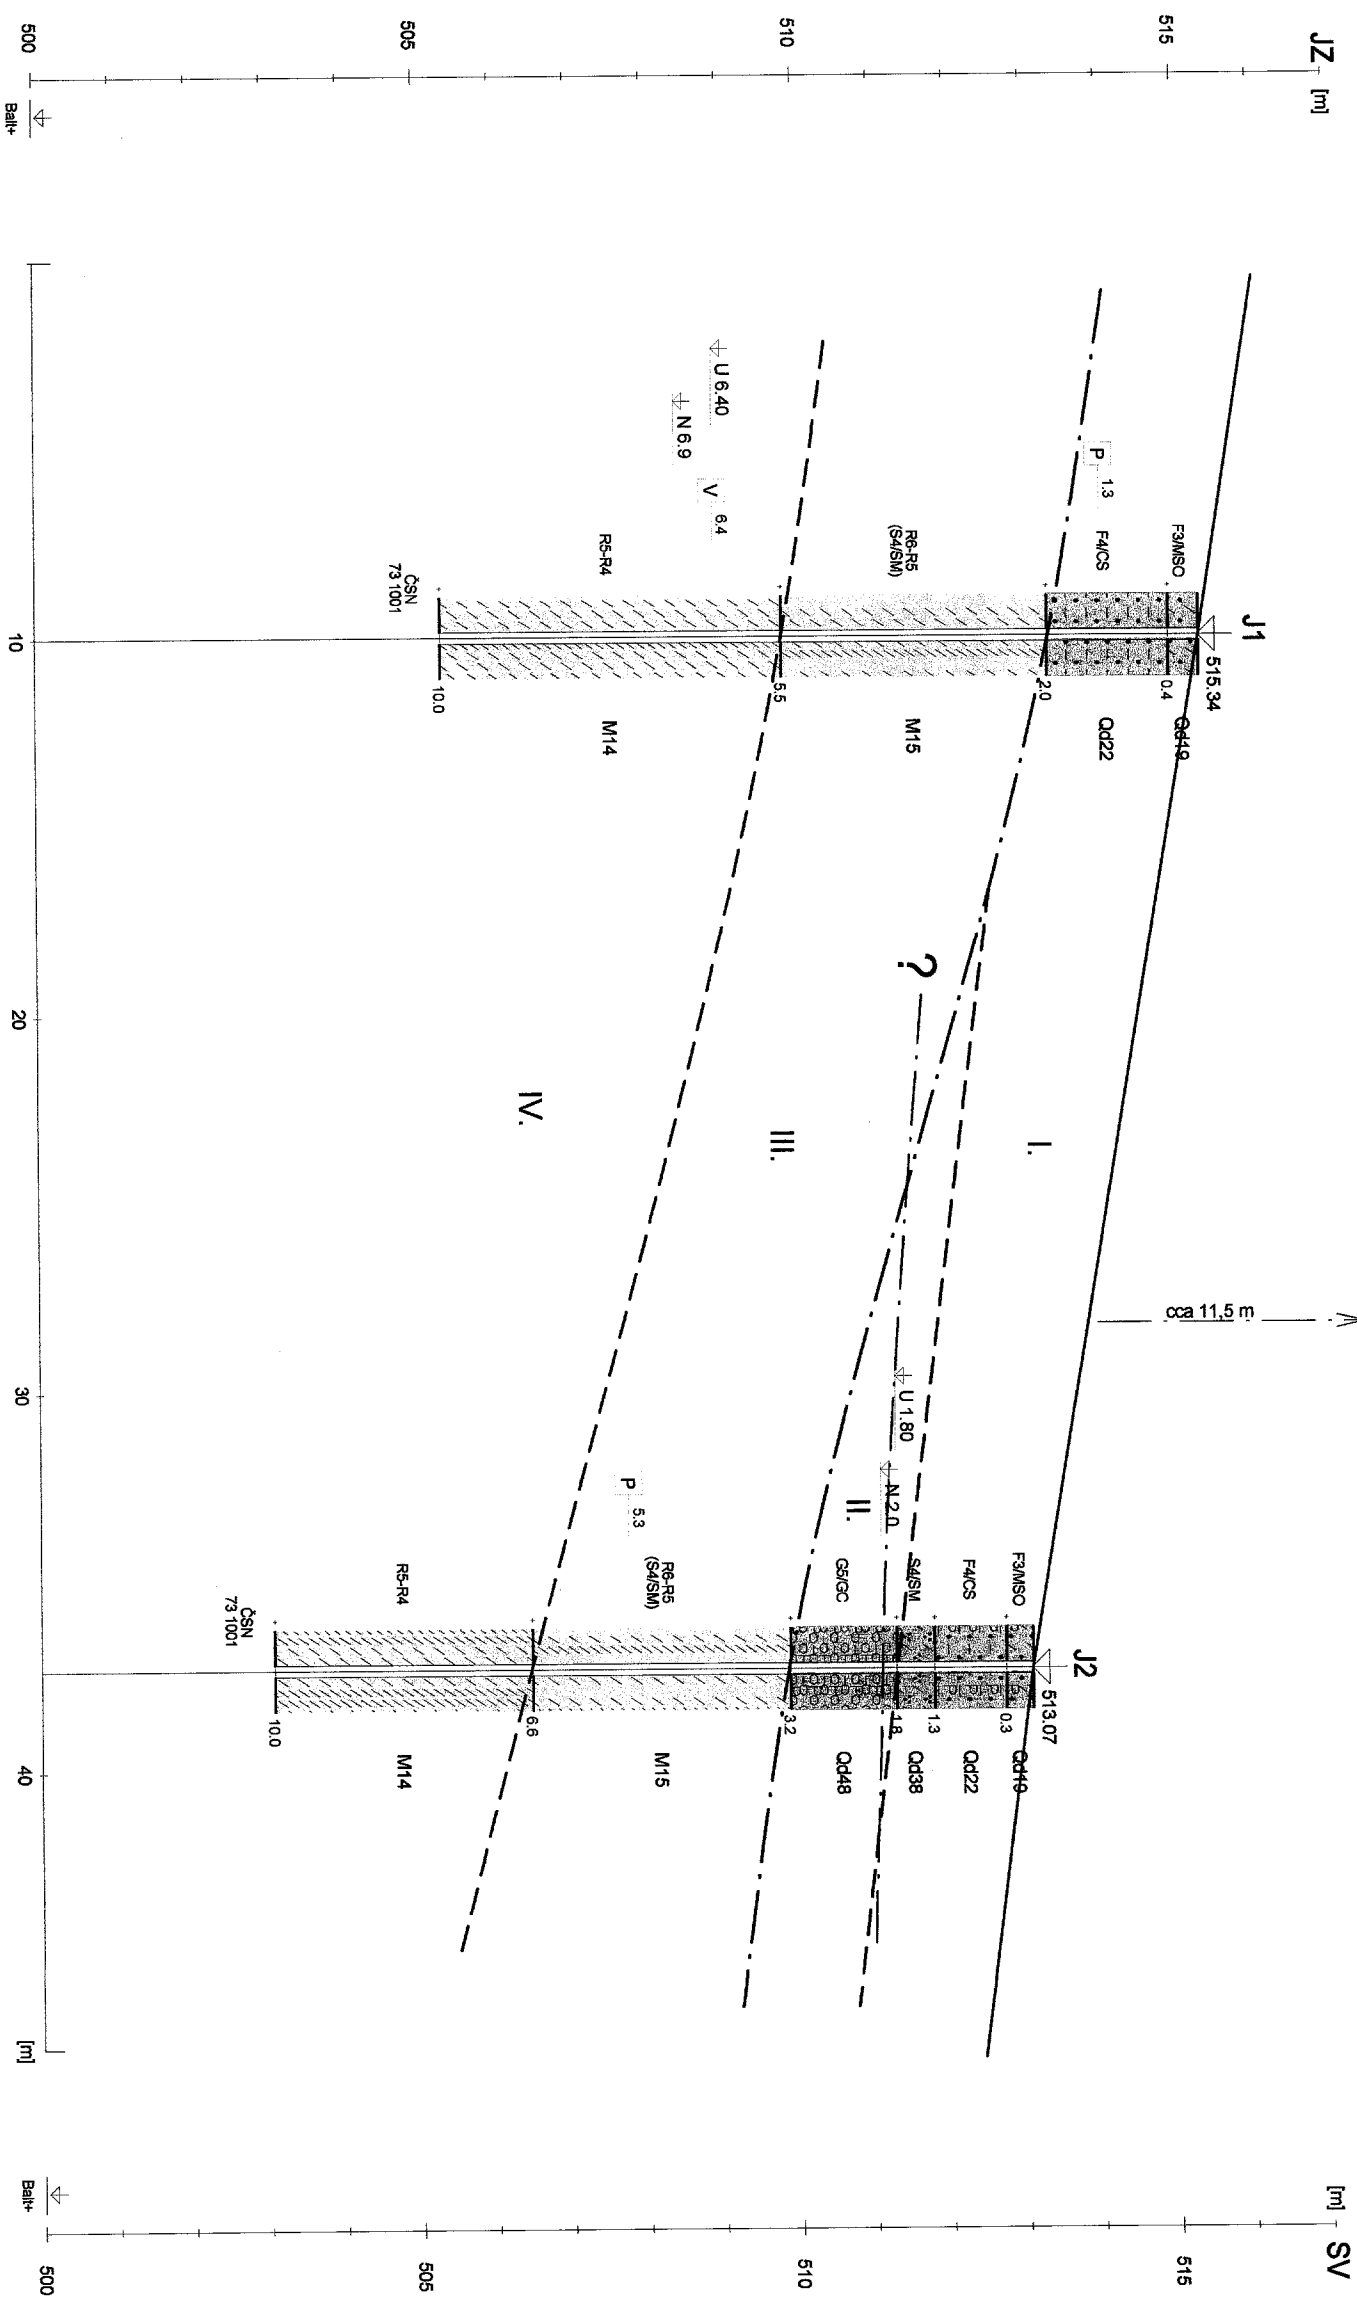 JZ
[m]
515
510
505
500
Balt+
J1
515.34
F3/MSO
0.4
Qd19
P 1.3
F4/CS
2.0
Qd22
R6-R5
(S4/SM)
5.5
M15
U 6.40
N 6.9
V 6.4
R5-R4
10.0
M14
ČSN
73 1001
?
I.
II.
III.
IV.
cca 11,5 m
U 1.80
N 2.0
J2
513.07
F3/MSO
0.3
Qd19
F4/CS
1.3
Qd22
S4/SM
1.8
Qd38
G5/GC
3.2
Qd48
P 5.3
R6-R5
(S4/SM)
6.6
M15
R5-R4
10.0
M14
ČSN
73 1001
10
20
30
40
[m]
SV
[m]
515
510
505
500
Balt+